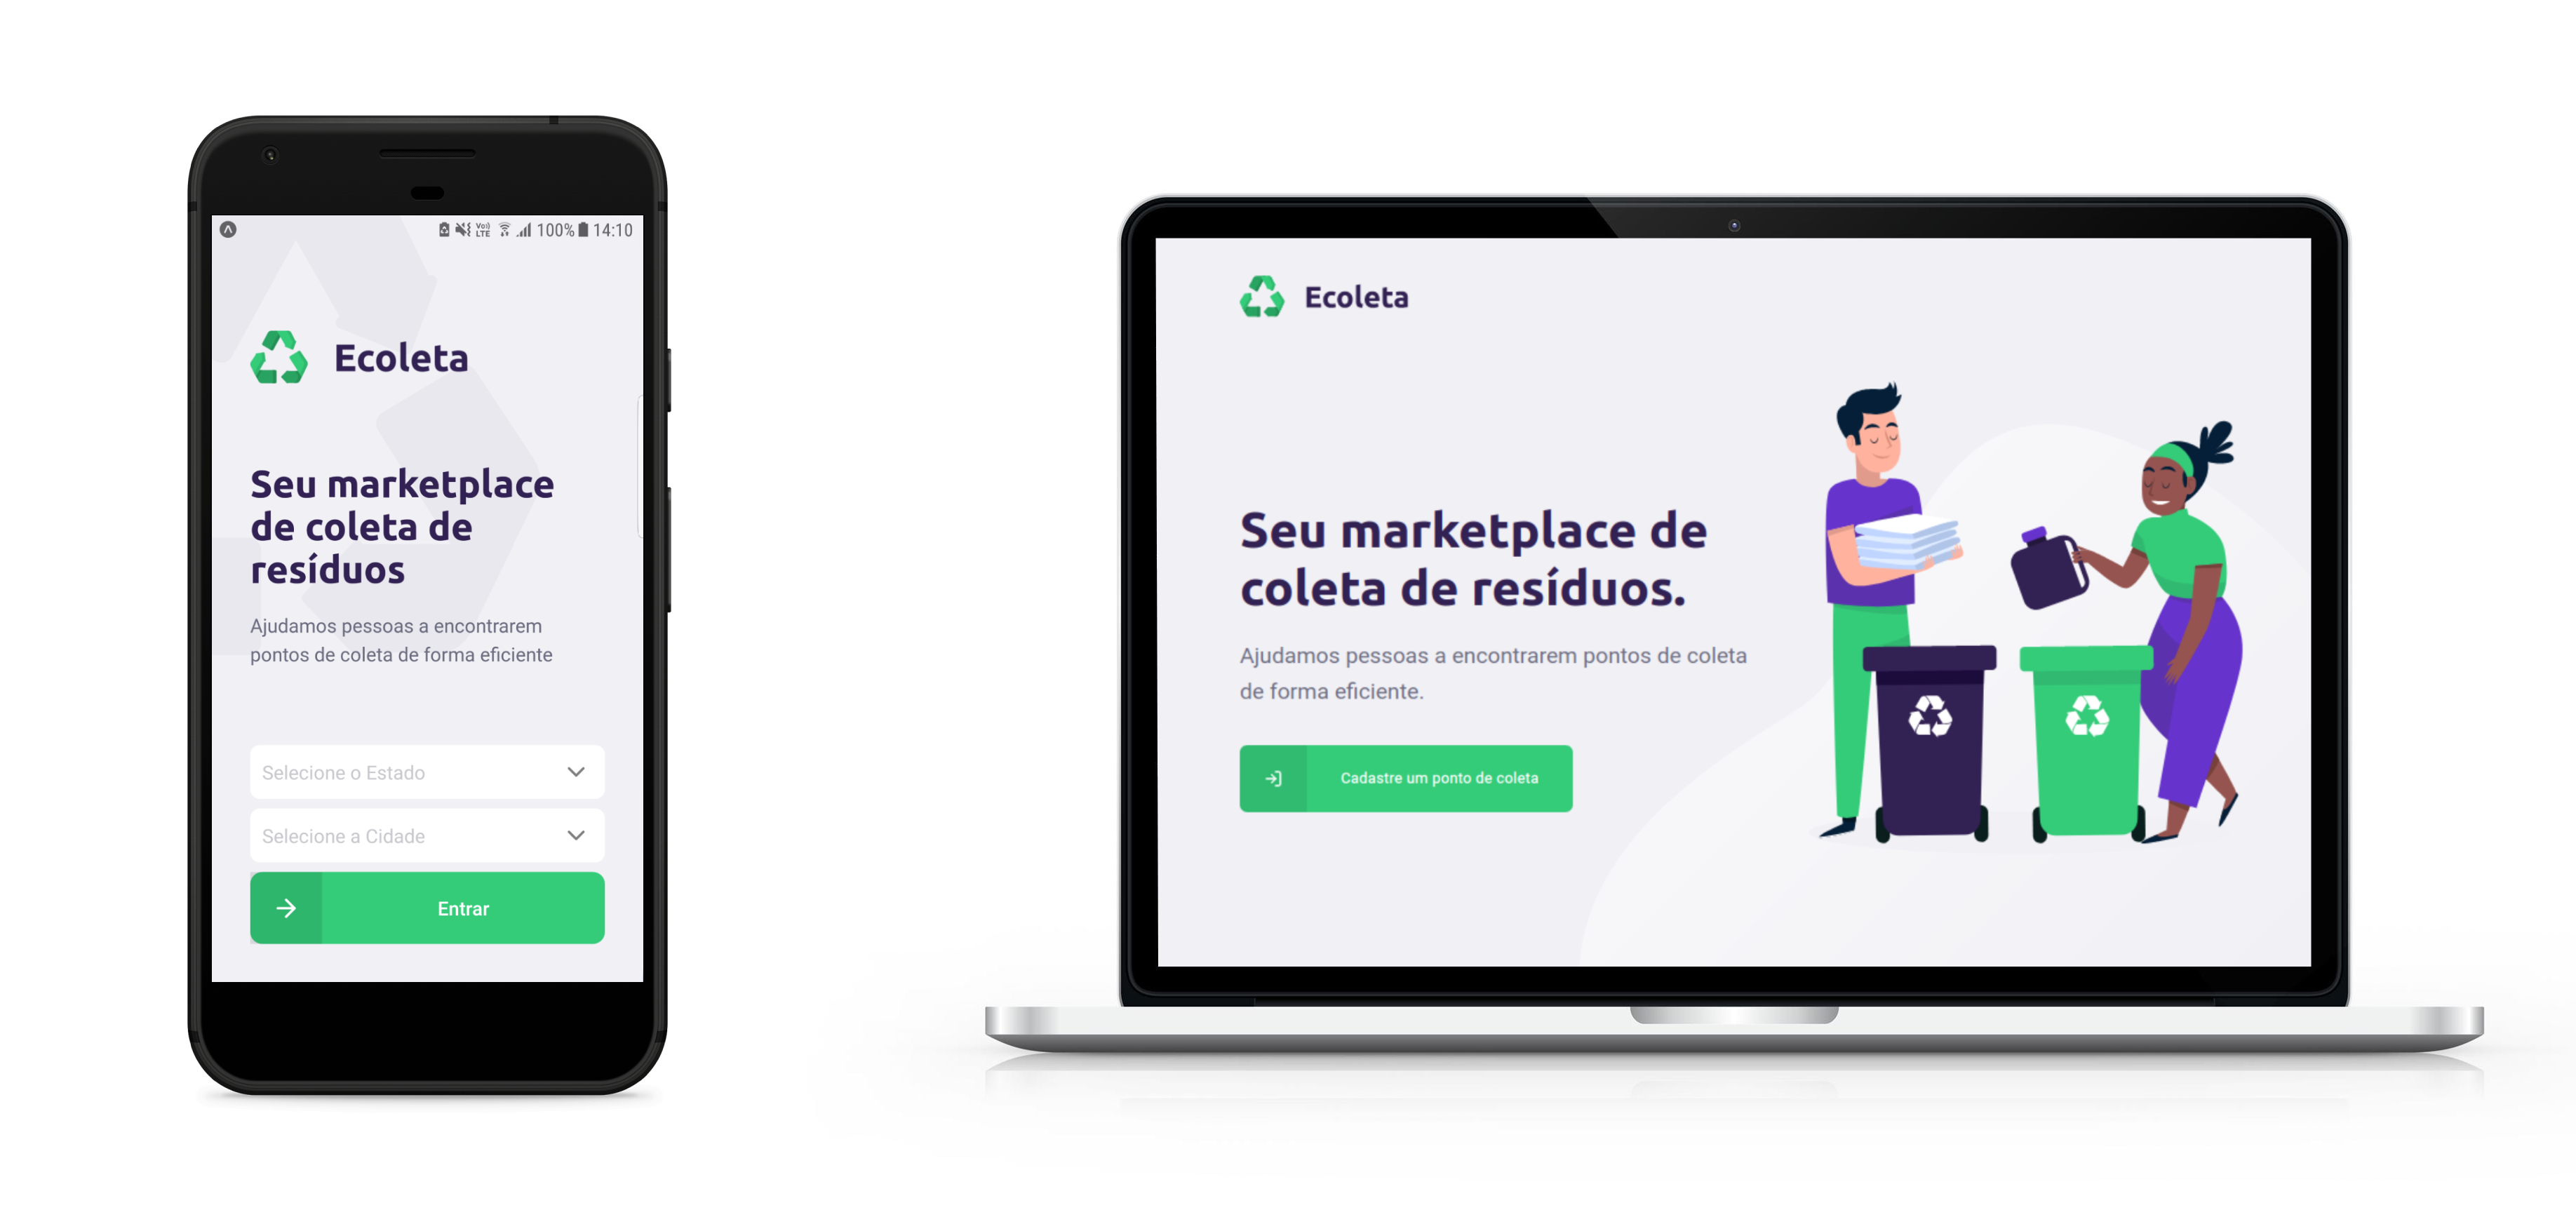 Vo))
LTE
100% 14:10
Ecoleta
Seu marketplace
de coleta de
resíduos
Ajudamos pessoas a encontrarem
pontos de coleta de forma eficiente
Selecione o Estado
Selecione a Cidade
Entrar
Ecoleta
Seu marketplace de
coleta de resíduos.
Ajudamos pessoas a encontrarem pontos de coleta
de forma eficiente.
Cadastre um ponto de coleta